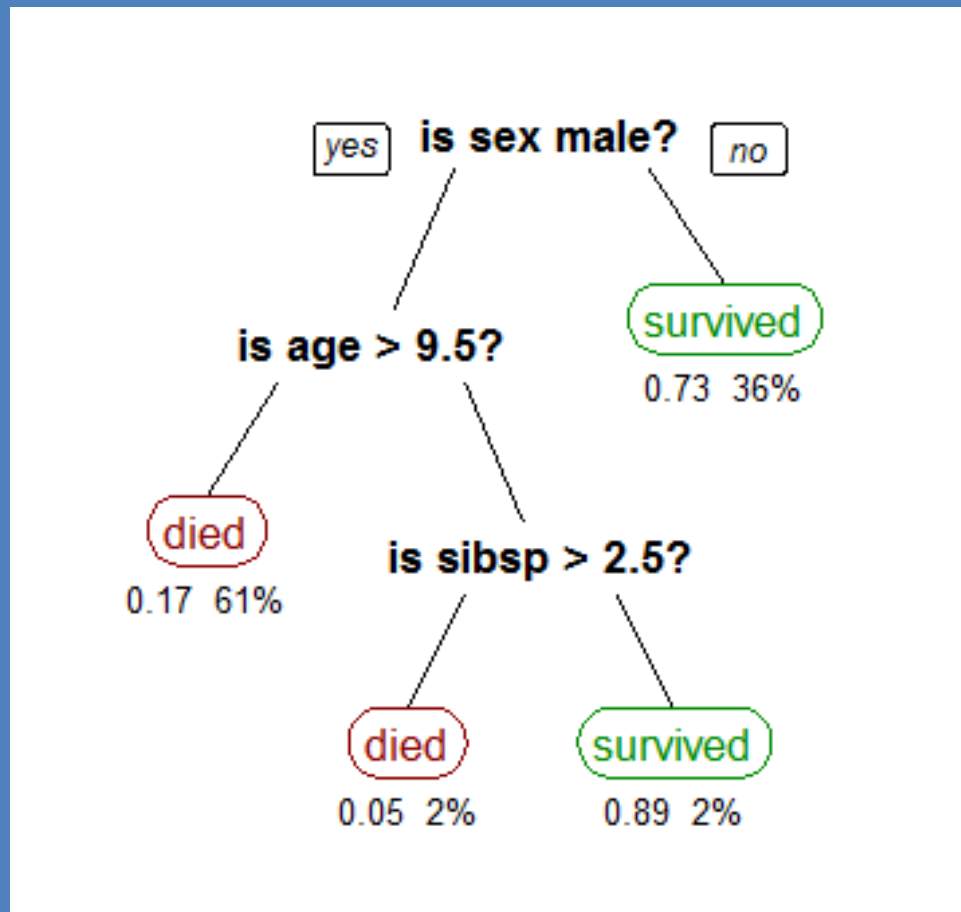 yes is sex male? no
is age > 9.5?
survived
0.73 36%
died
0.17 61%
is sibsp > 2.5?
died survived
0.05 2% 0.89 2%